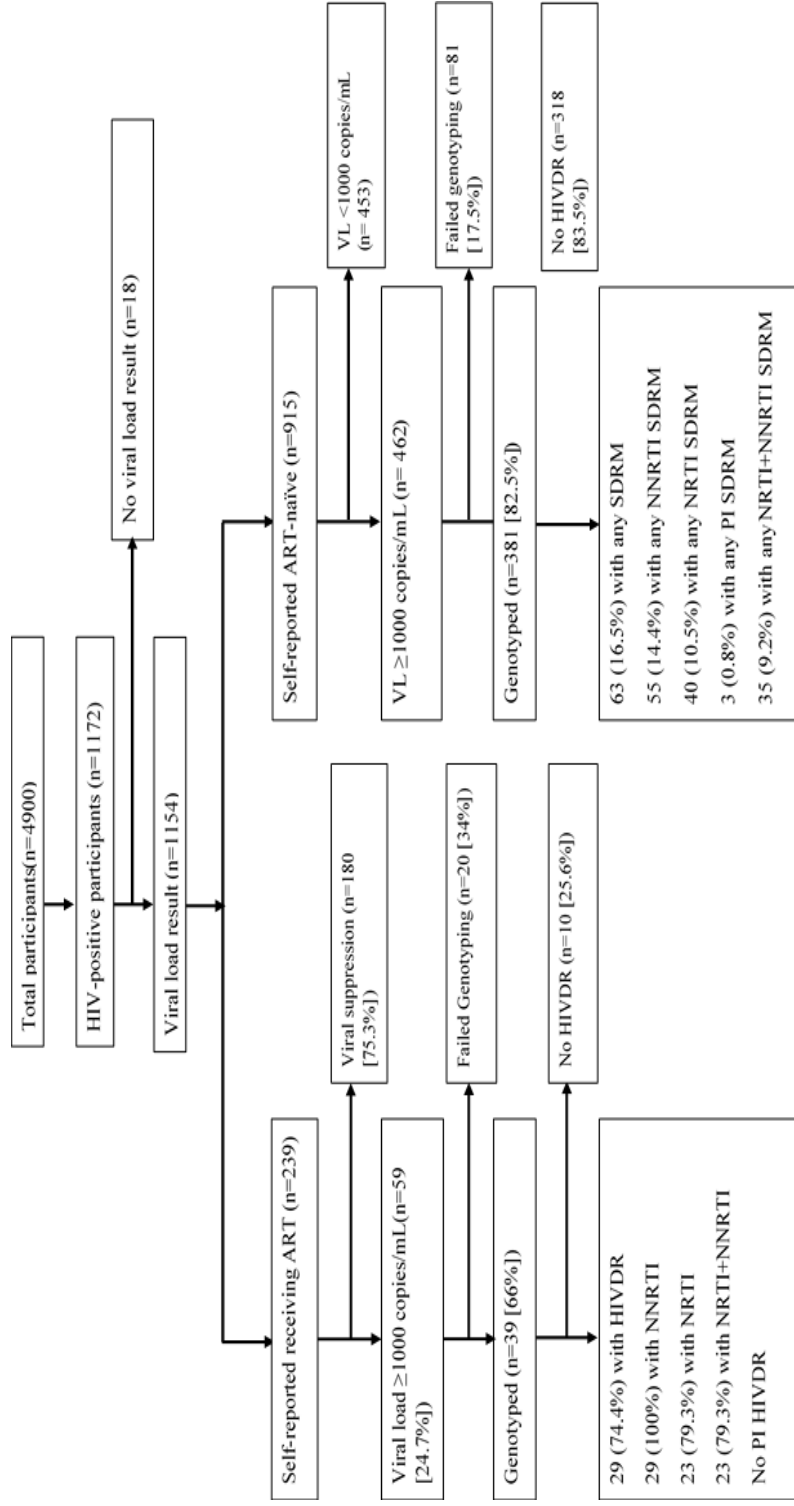 Total participants(n=4900)
HIV-positive participants (n=1172)
No viral load result (n=18)
Viral load result (n=1154)
Self-reported receiving ART (n=239)
Self-reported ART-naïve (n=915)
Viral suppression (n=180
[75.3%])
VL <1000 copies/mL
(n= 453)
Viral load ≥1000 copies/mL(n=59
[24.7%])
VL ≥1000 copies/mL (n= 462)
Failed Genotyping (n=20 [34%])
Failed genotyping (n=81
[17.5%])
Genotyped (n=39 [66%])
Genotyped (n=381 [82.5%])
No HIVDR (n=10 [25.6%])
No HIVDR (n=318
[83.5%])
29 (74.4%) with HIVDR
29 (100%) with NNRTI
23 (79.3%) with NRTI
23 (79.3%) with NRTI+NNRTI
No PI HIVDR
63 (16.5%) with any SDRM
55 (14.4%) with any NNRTI SDRM
40 (10.5%) with any NRTI SDRM
3 (0.8%) with any PI SDRM
35 (9.2%) with any NRTI+NNRTI SDRM